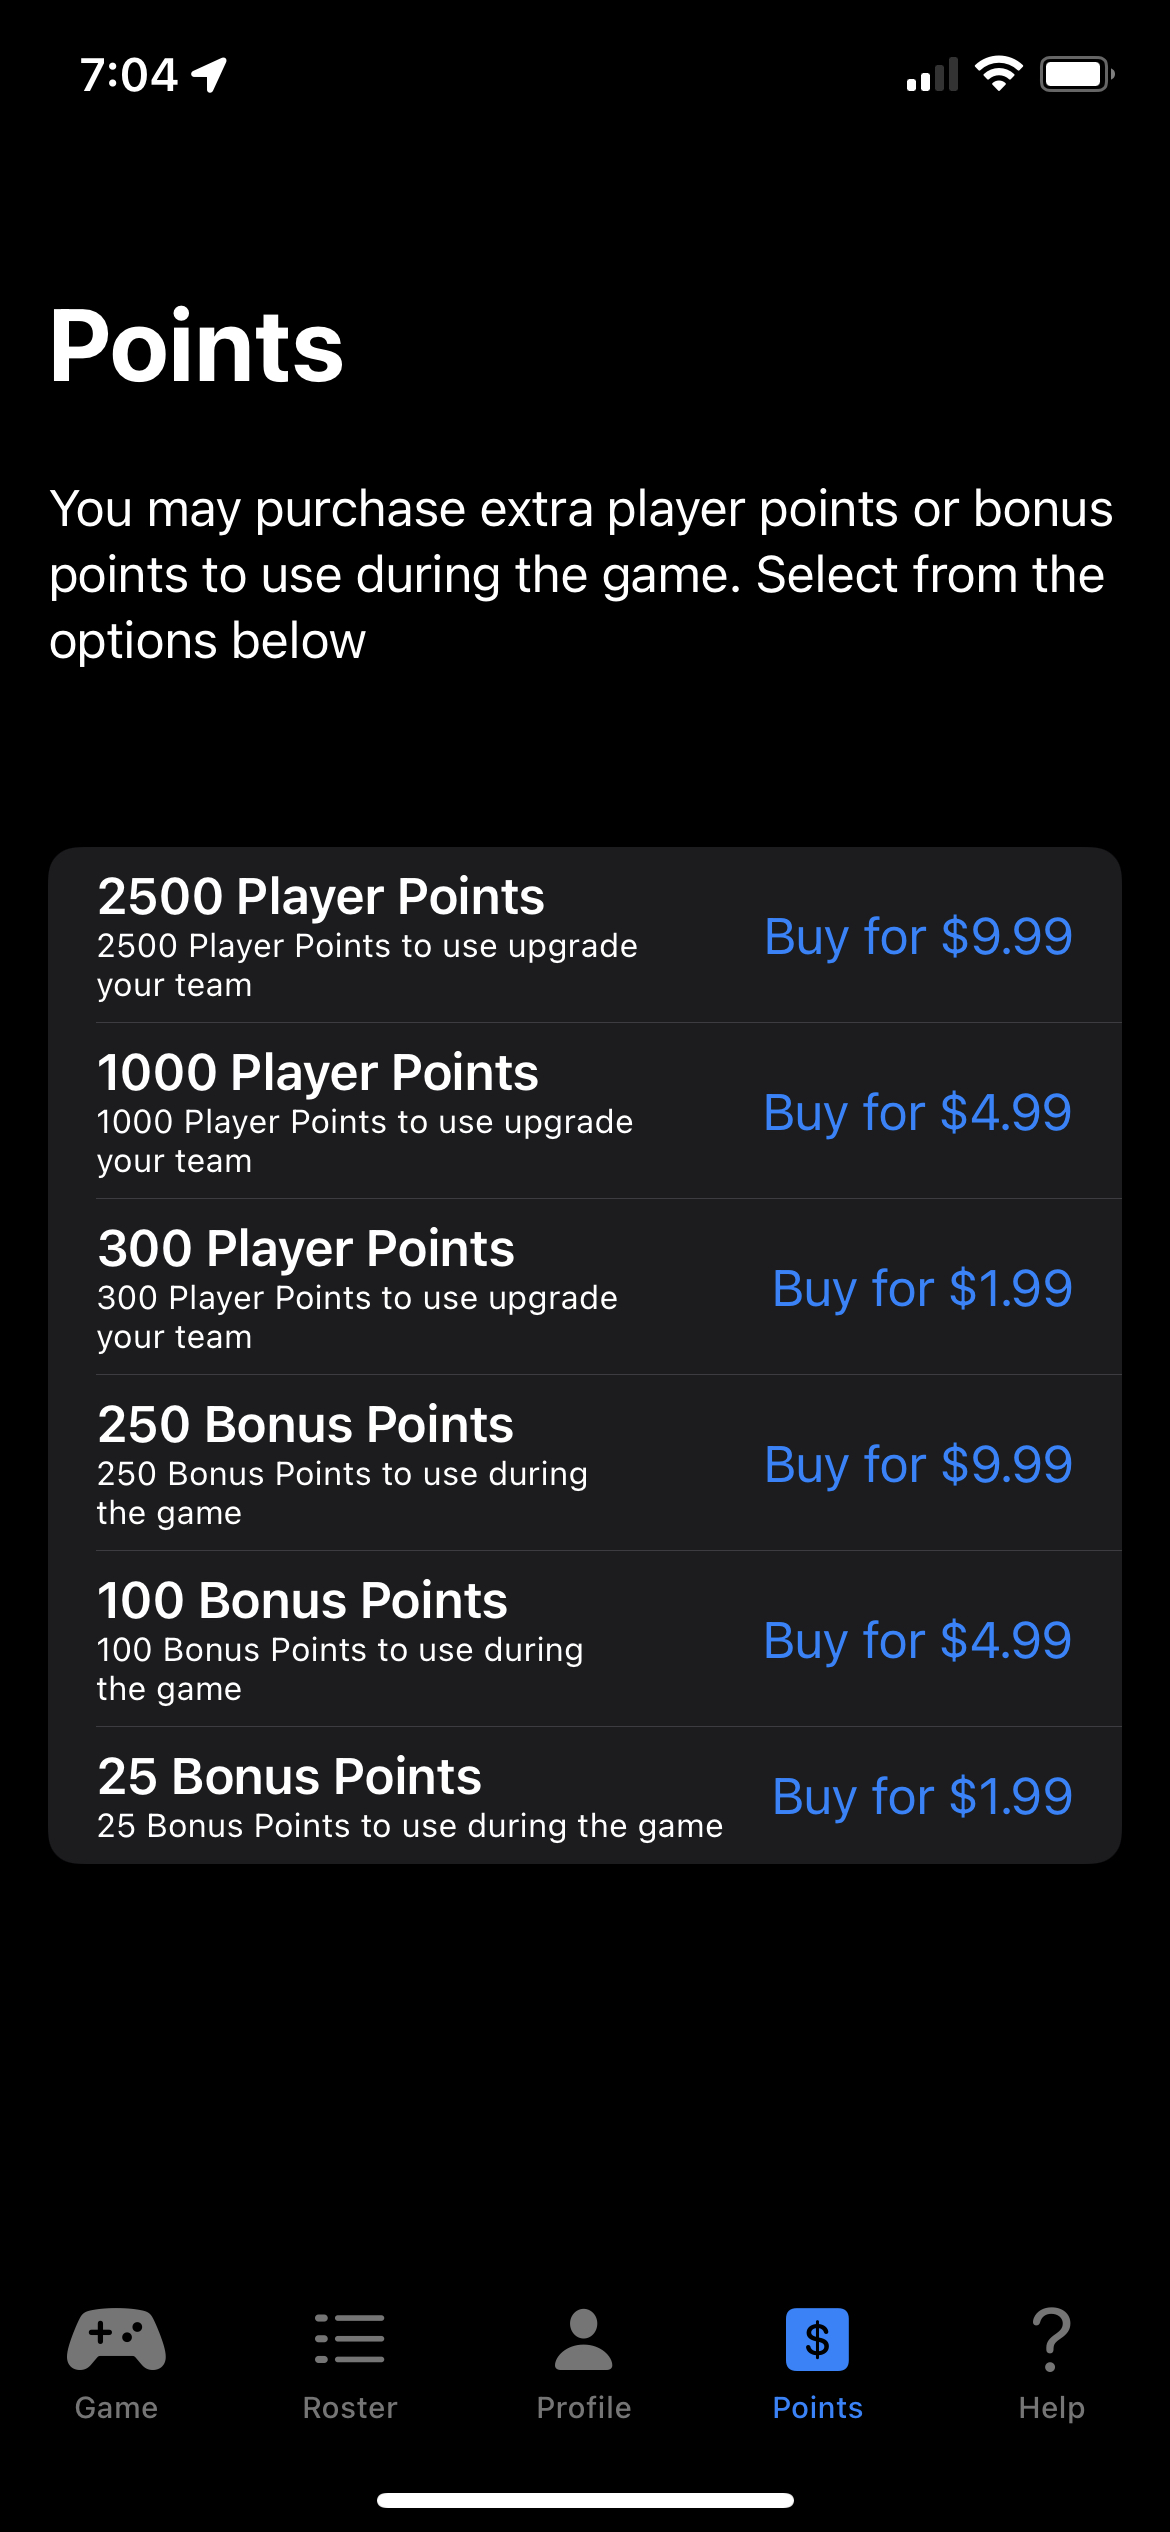 7:04
Points
You may purchase extra player points or bonus
points to use during the game. Select from the
options below
2500 Player Points
2500 Player Points to use upgrade
your team
Buy for $9.99
1000 Player Points
1000 Player Points to use upgrade
your team
Buy for $4.99
300 Player Points
300 Player Points to use upgrade
your team
Buy for $1.99
250 Bonus Points
250 Bonus Points to use during
the game
Buy for $9.99
100 Bonus Points
100 Bonus Points to use during
the game
Buy for $4.99
25 Bonus Points
25 Bonus Points to use during the game
Buy for $1.99
$
?
Game
Roster
Profile
Points
Help